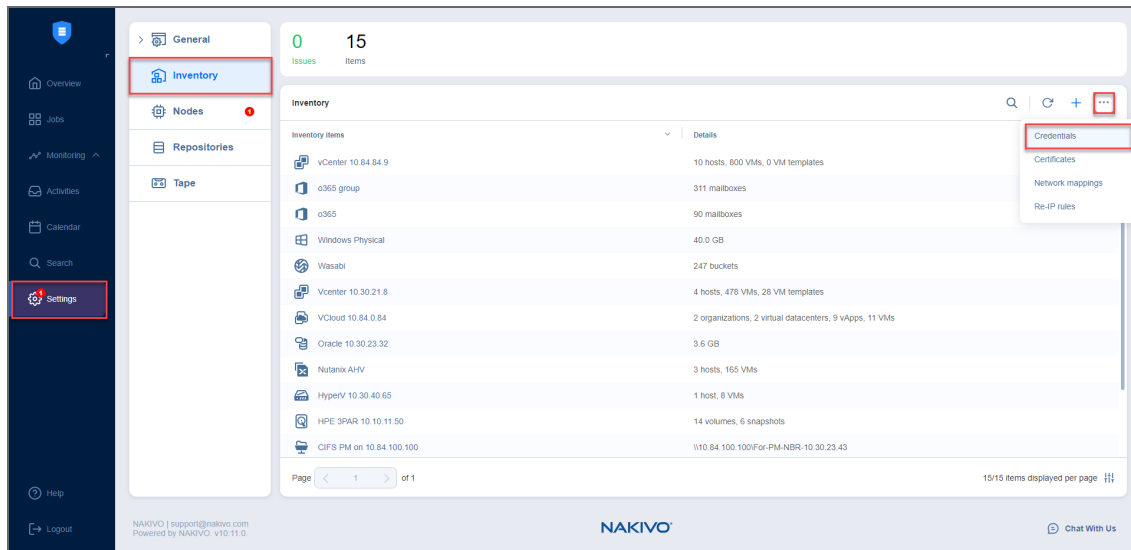 Overview
Jobs
Monitoring
Activities
Calendar
Search
1
Settings
Help
Logout
General
Inventory
Nodes 1
Repositories
Tape
0 15
Issues Items
Inventory
Inventory items Details
vCenter 10.84.84.9 10 hosts, 800 VMs, 0 VM templates
o365 group 311 mailboxes
o365 90 mailboxes
Windows Physical 40.0 GB
Wasabi 247 buckets
Vcenter 10.30.21.8 4 hosts, 478 VMs, 28 VM templates
VCloud 10.84.0.84 2 organizations, 2 virtual datacenters, 9 vApps, 11 VMs
Oracle 10.30.23.32 3.6 GB
Nutanix AHV 3 hosts, 165 VMs
HyperV 10.30.40.65 1 host, 8 VMs
HPE 3PAR 10.10.11.50 14 volumes, 6 snapshots
CIFS PM on 10.84.100.100 \\10.84.100.100\For-PM-NBR-10.30.23.43
Credentials
Certificates
Network mappings
Re-IP rules
Page 1 of 1 15/15 items displayed per page
NAKIVO | support@nakivo.com
Powered by NAKIVO. v10.11.0.
NAKIVO®
Chat With Us